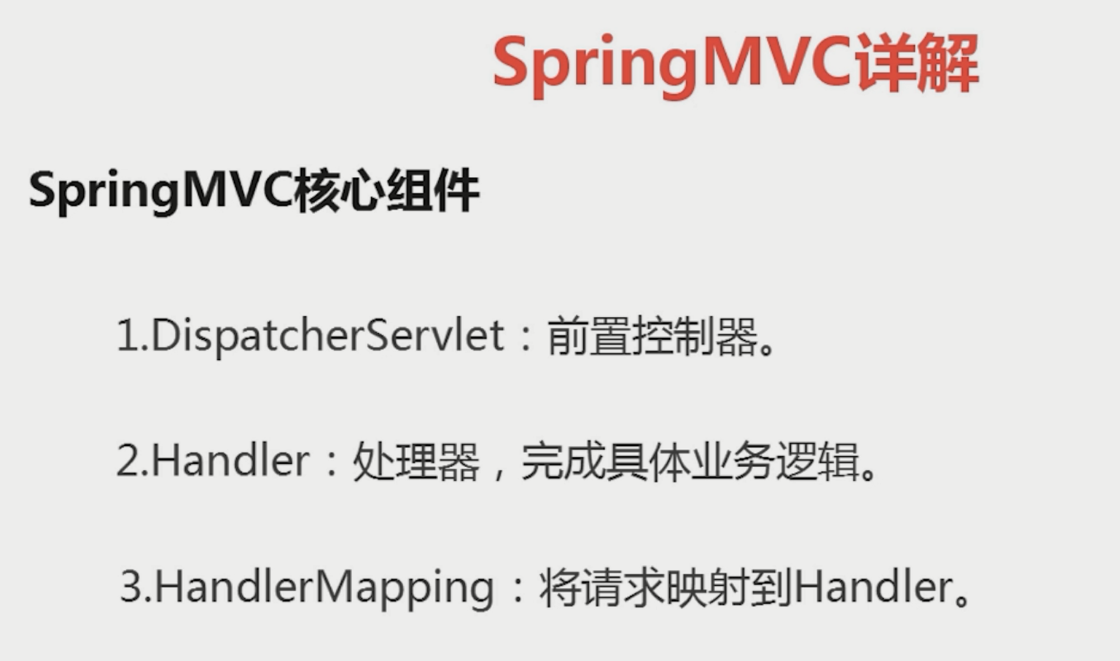 SpringMVC详解
SpringMVC核心组件
1.DispatcherServlet：前置控制器。
2.Handler：处理器，完成具体业务逻辑。
3.HandlerMapping：将请求映射到Handler。